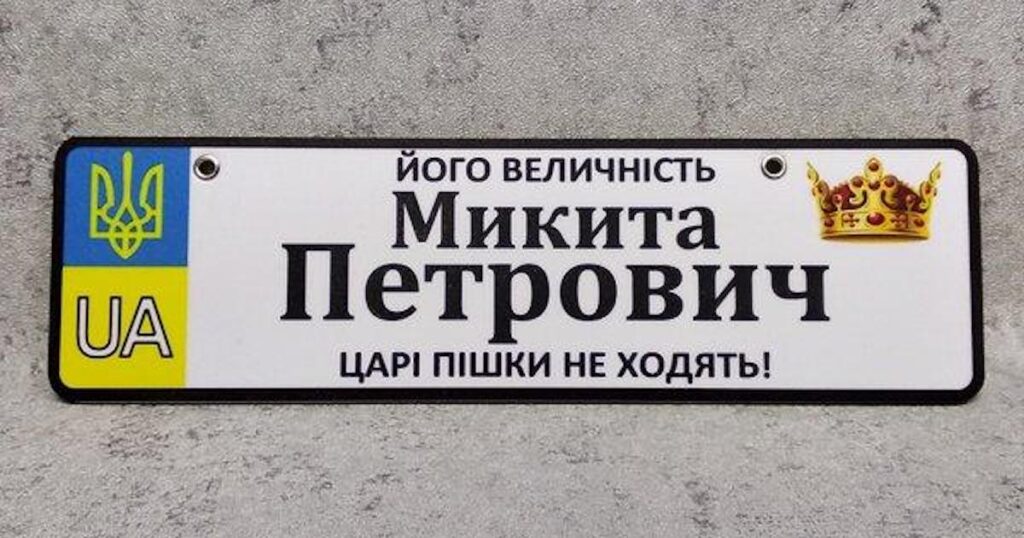 ЙОГО ВЕЛИЧНІСТЬ
Микита
Петрович
ЦАРІ ПІШКИ НЕ ХОДЯТЬ!
UA